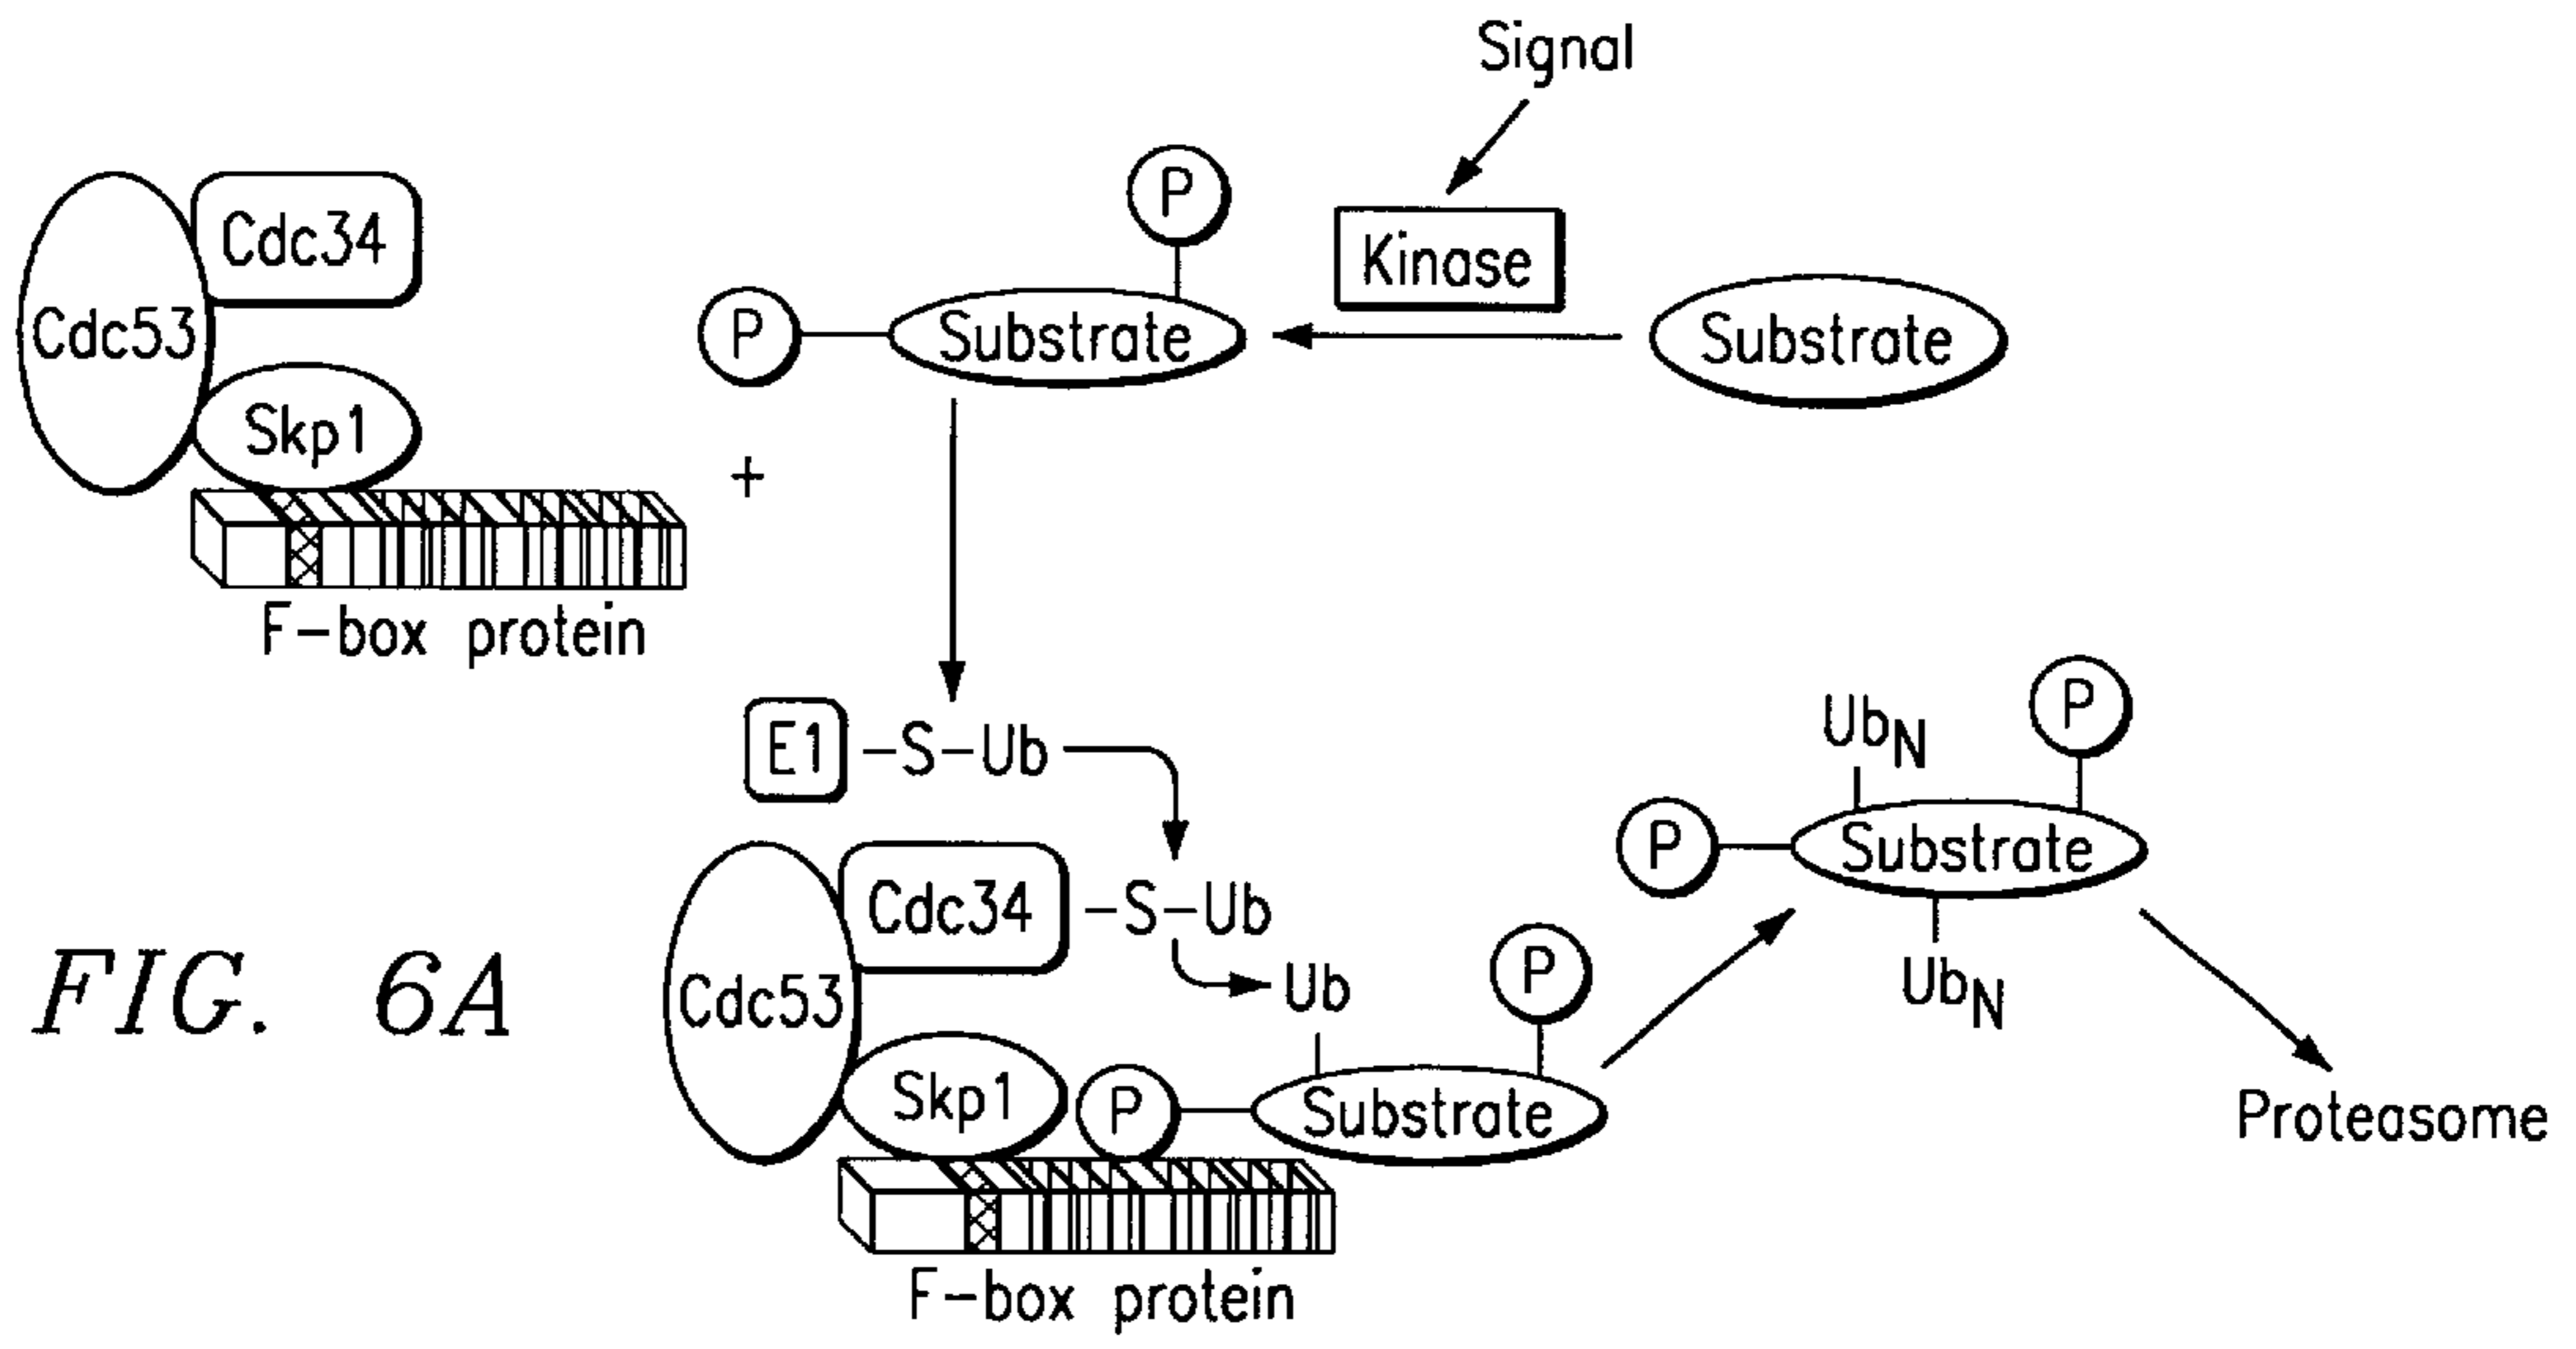 Signal
P
Cdc34
Kinase
Cdc53
P
Substrate
Substrate
Skp1
+
F-box protein
E1 -S-Ub
UbN
P
Cdc34 -S-Ub
P
Substrate
FIG. 6A
Cdc53
Ub
P
UbN
Skp1
P
Substrate
Proteasome
F-box protein